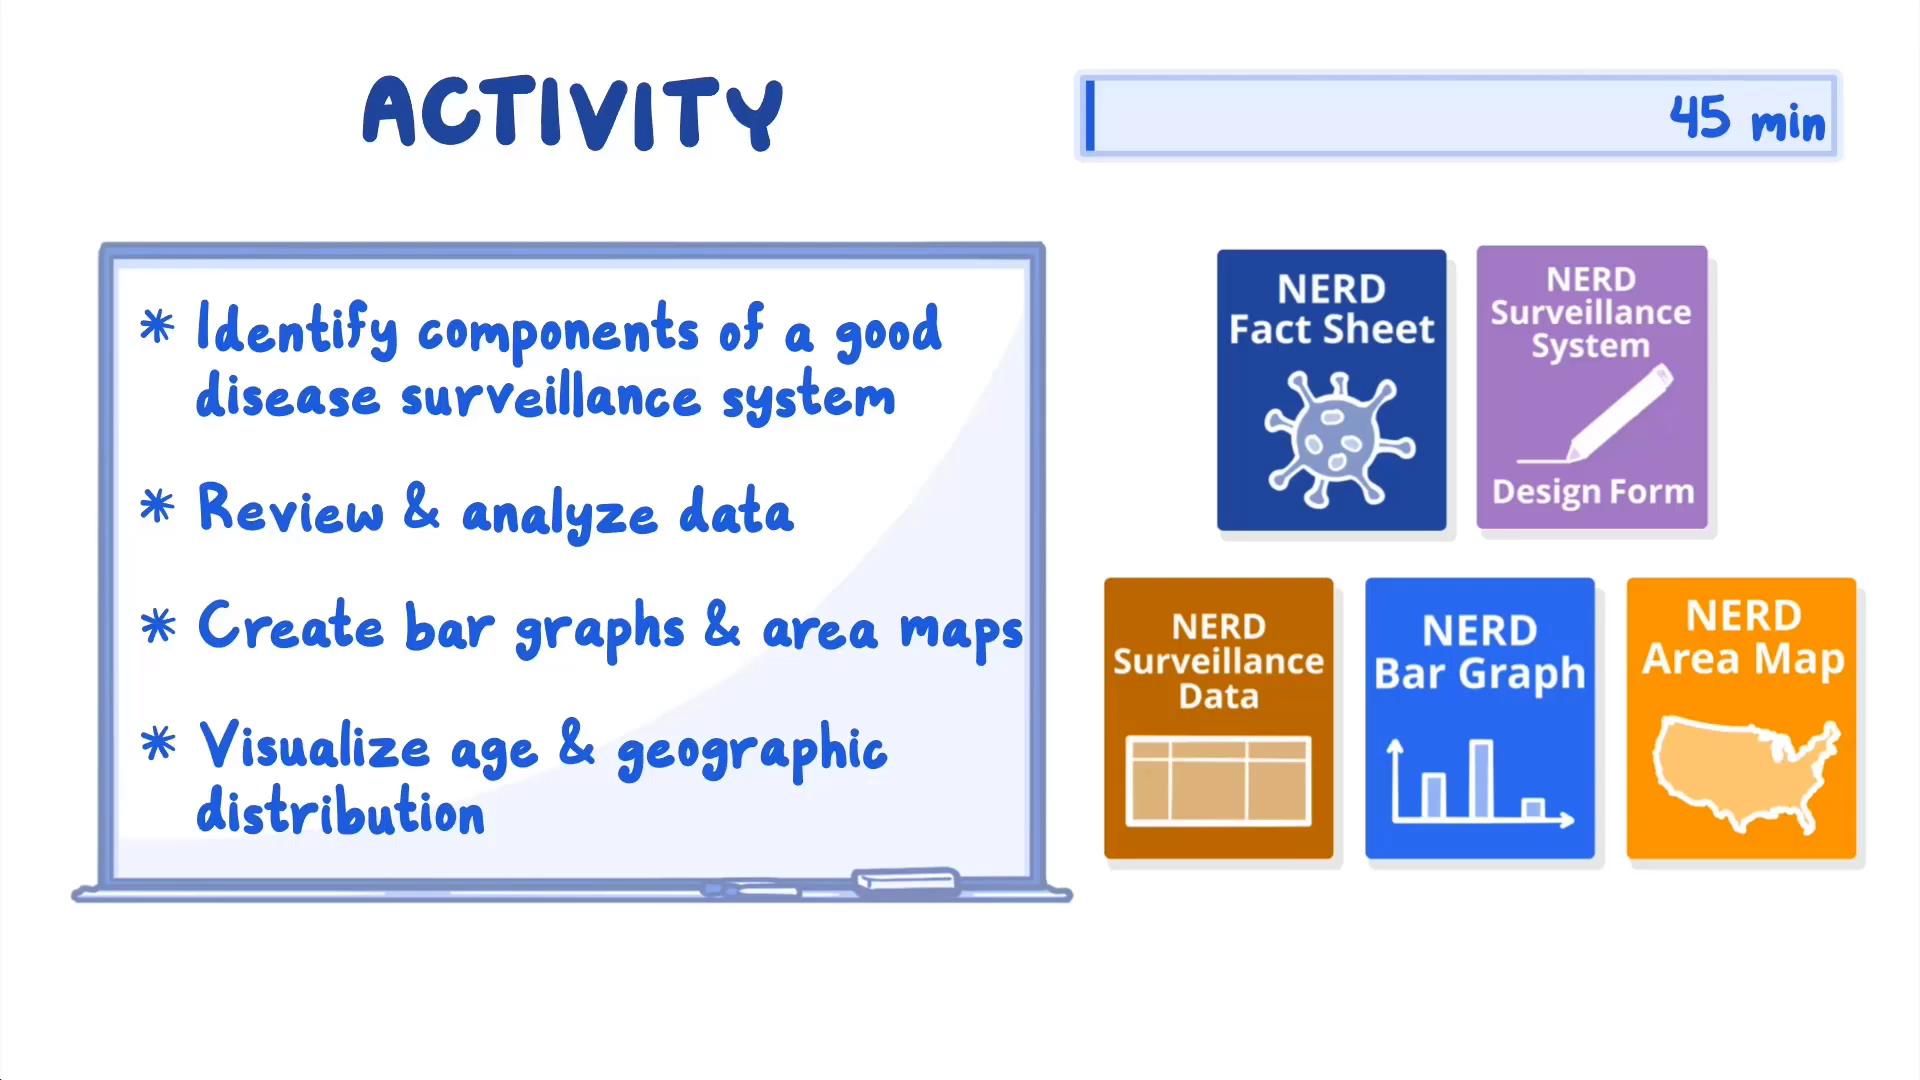 ACTIVITY
45 min
* Identify components of a good
disease surveillance system
* Review & analyze data
* Create bar graphs & area maps
* Visualize age & geographic
distribution
NERD
Fact Sheet
NERD
Surveillance
System
Design Form
NERD
Surveillance
Data
NERD
Bar Graph
NERD
Area Map